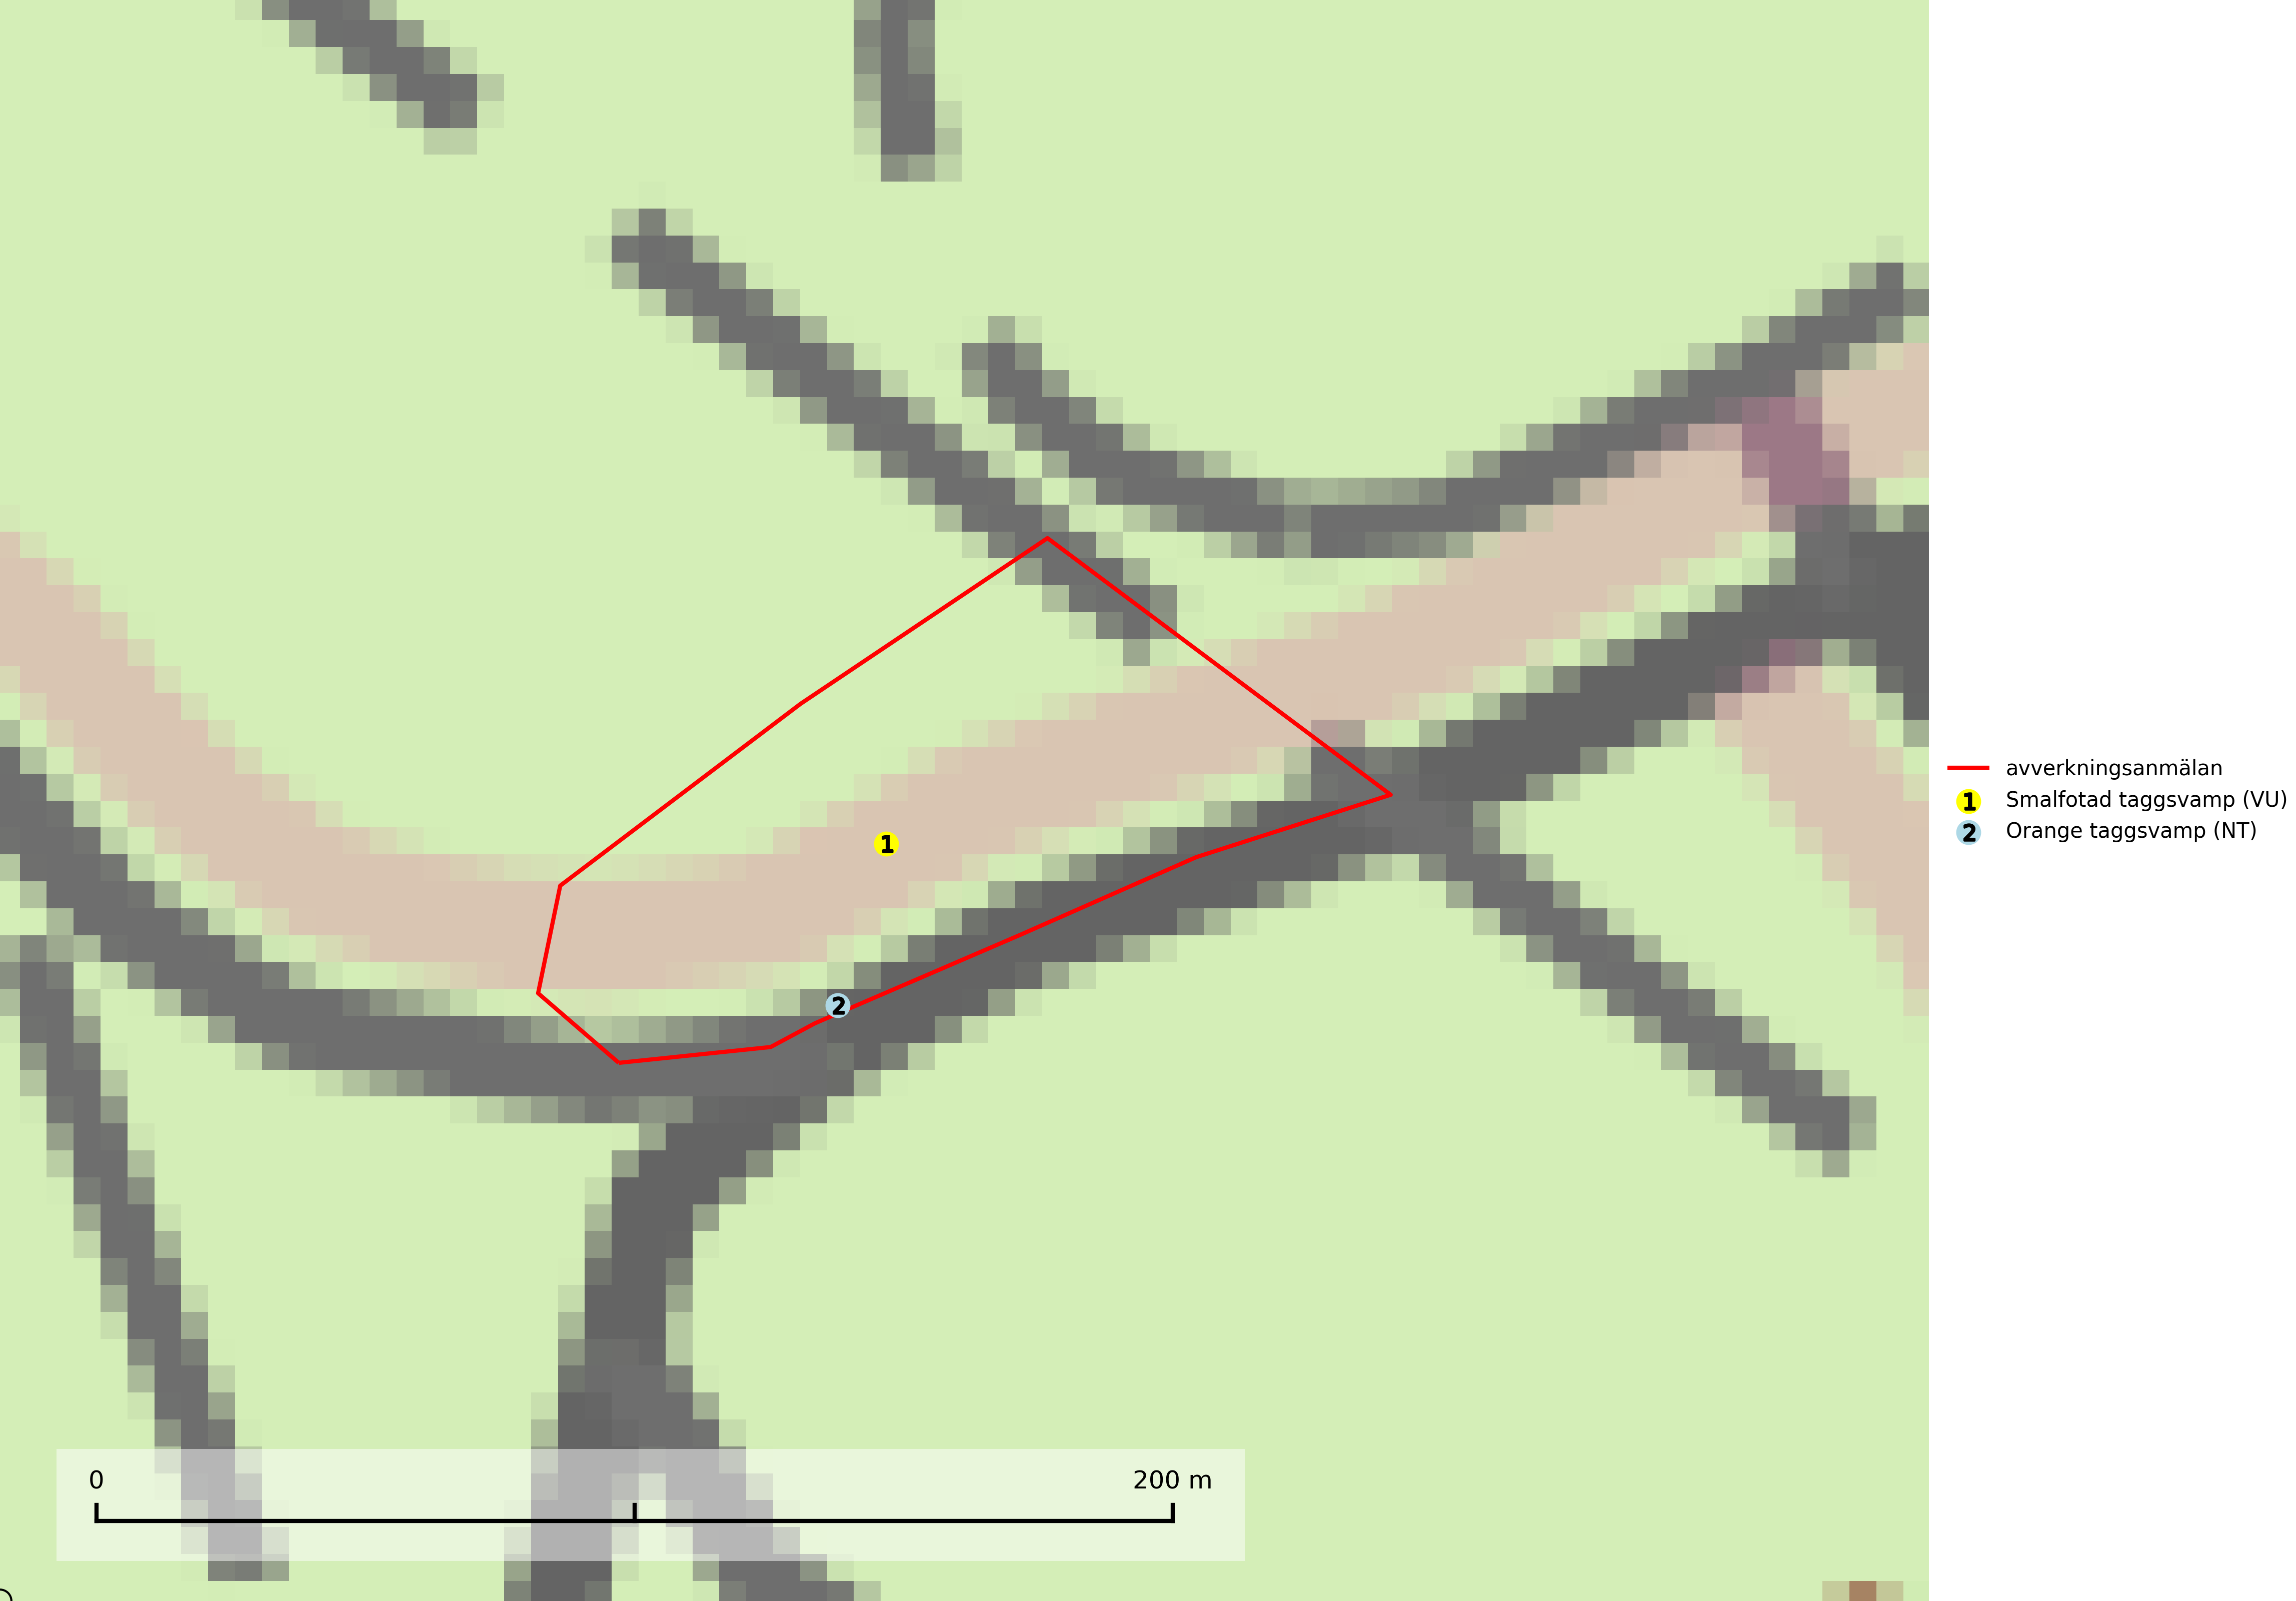 avverkningsanmälan
1 Smalfotad taggsvamp (VU)
2 Orange taggsvamp (NT)
1
2
0 200 m